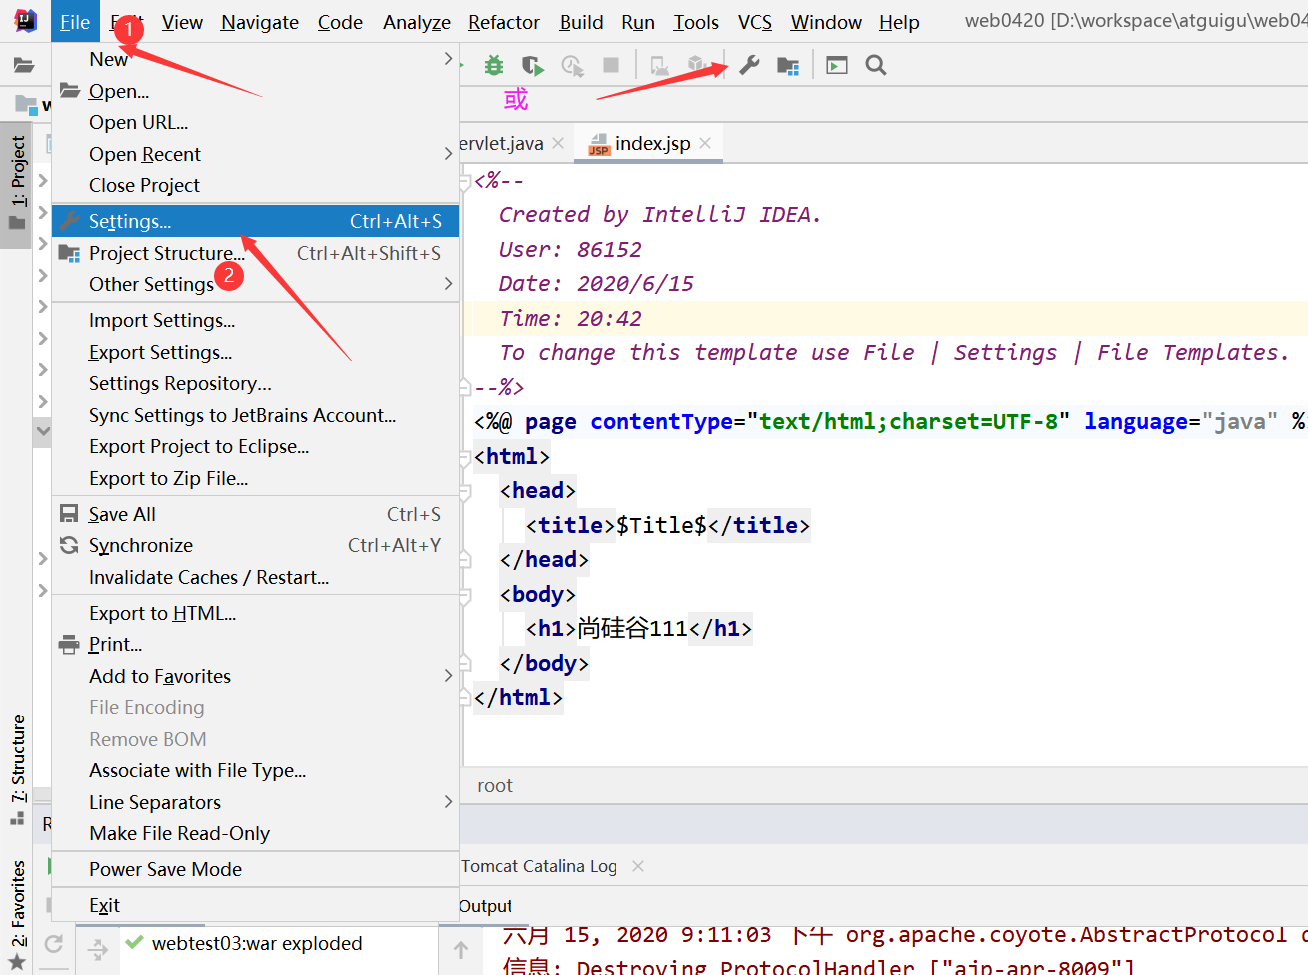 File
View Navigate Code Analyze Refactor Build Run Tools VCS Window Help
web0420 [D:\workspace\atguigu\web04
1
New
Open...
Open URL...
Open Recent
Close Project
Settings... Ctrl+Alt+S
Project Structure... Ctrl+Alt+Shift+S
2
Other Settings
Import Settings...
Export Settings...
Settings Repository...
Sync Settings to JetBrains Account...
Export Project to Eclipse...
Export to Zip File...
Save All Ctrl+S
Synchronize Ctrl+Alt+Y
Invalidate Caches / Restart...
Export to HTML...
Print...
Add to Favorites
File Encoding
Remove BOM
Associate with File Type...
Line Separators
Make File Read-Only
Power Save Mode
Exit
1: Project
7: Structure
2: Favorites
或
ervlet.java
JSP index.jsp
<%--
Created by IntelliJ IDEA.
User: 86152
Date: 2020/6/15
Time: 20:42
To change this template use File | Settings | File Templates.
--%>
<%@ page contentType="text/html;charset=UTF-8" language="java" %
<html>
<head>
<title>$Title$</title>
</head>
<body>
<h1>尚硅谷111</h1>
</body>
</html>
root
Tomcat Catalina Log
Output
webtest03:war exploded
六月 15, 2020 9:11:03 下午 org.apache.coyote.AbstractProtocol
信息: Destroying ProtocolHandler ["ajp-apr-8009"]